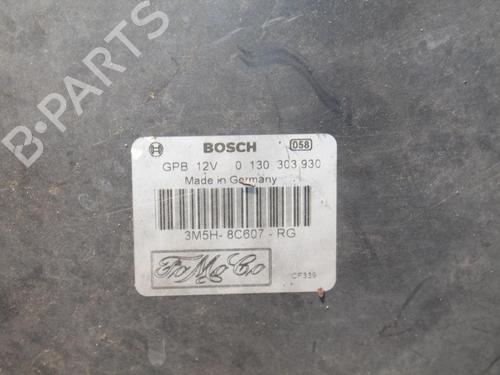 B-PARTS
BOSCH 058
GPB 12V 0 130 303 930
Made in Germany
3M5H-8C607-RG
FoMoCo
CF339